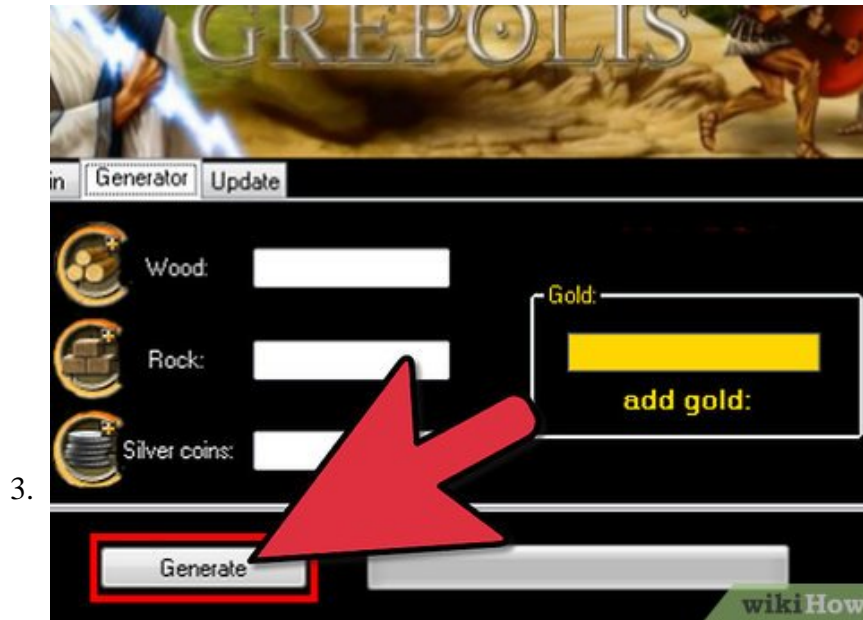 GREPOLIS
in Generator Update
Wood:
Gold:
Rock:
add gold:
Silver coins:
3.
Generate
wikiHow